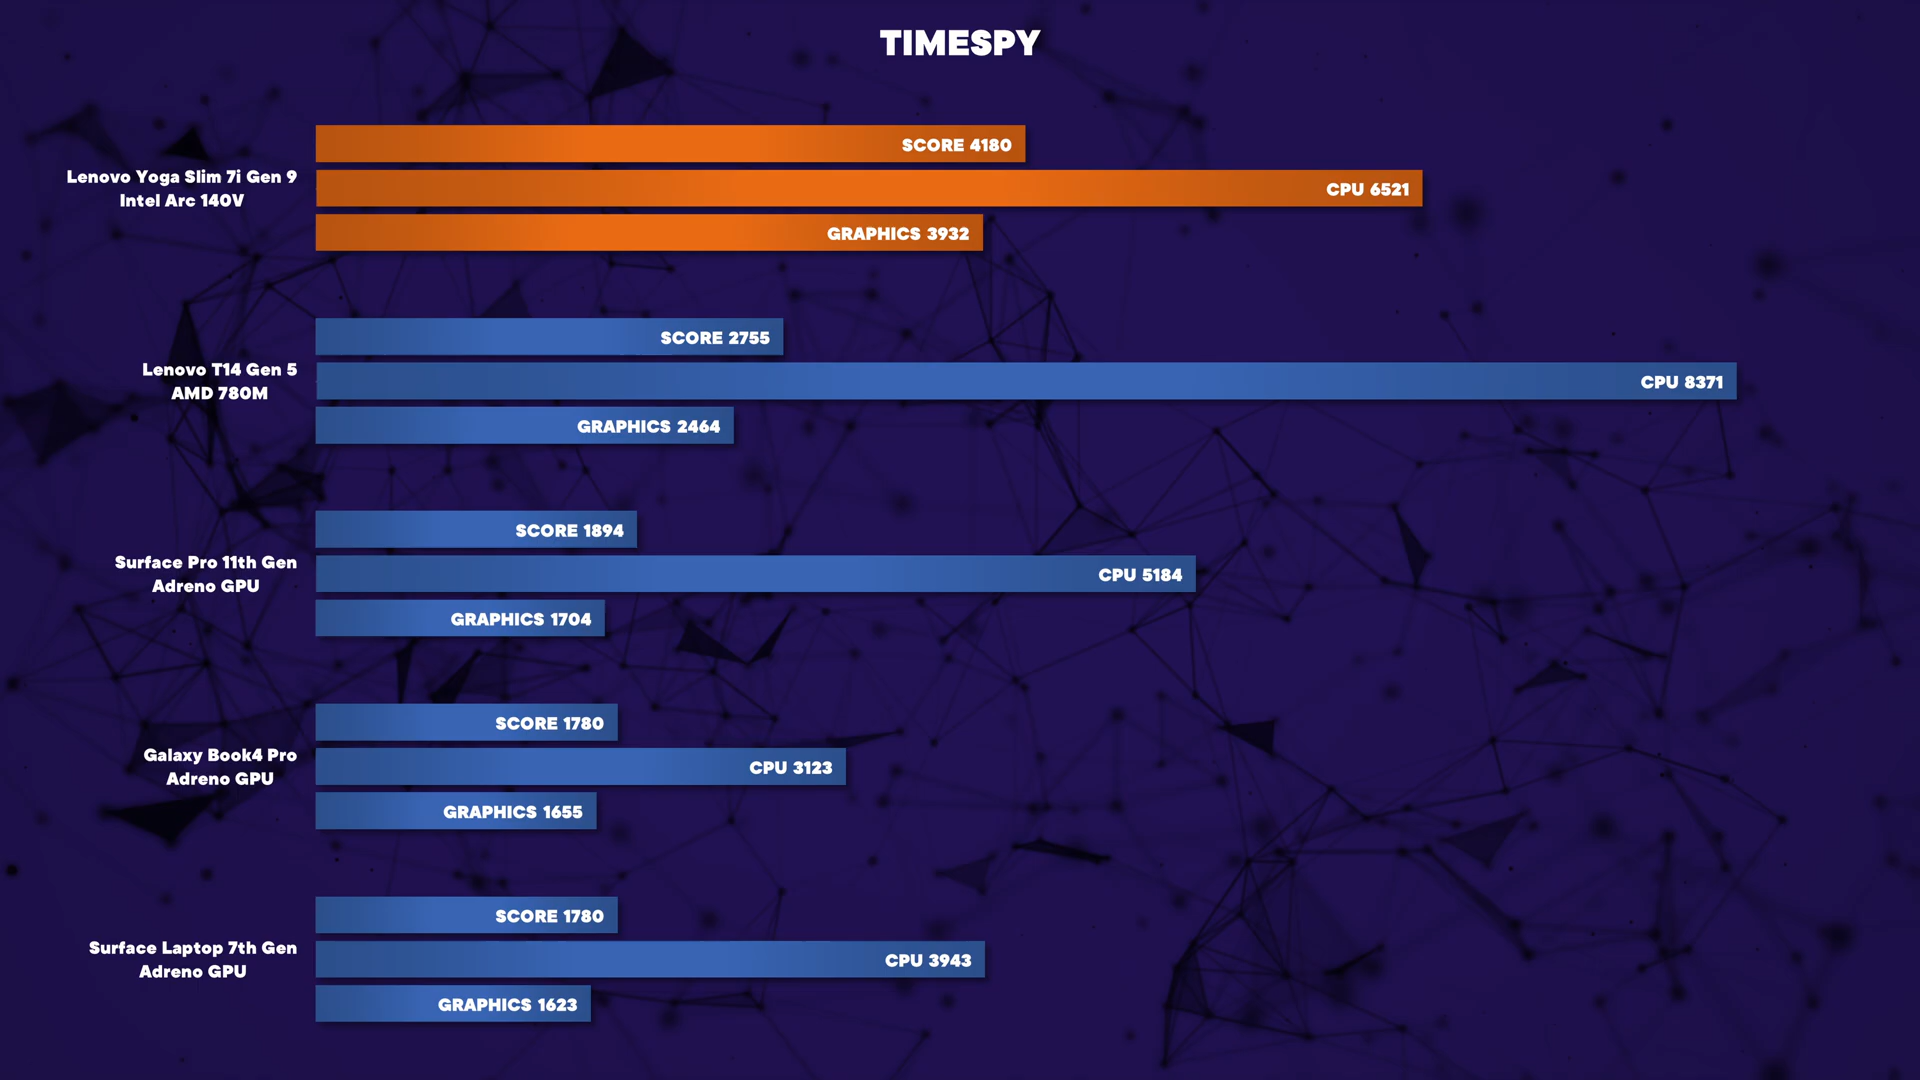 TIMESPY
Lenovo Yoga Slim 7i Gen 9
Intel Arc 140V
SCORE 4180
CPU 6521
GRAPHICS 3932
Lenovo T14 Gen 5
AMD 780M
SCORE 2755
CPU 8371
GRAPHICS 2464
Surface Pro 11th Gen
Adreno GPU
SCORE 1894
CPU 5184
GRAPHICS 1704
Galaxy Book4 Pro
Adreno GPU
SCORE 1780
CPU 3123
GRAPHICS 1655
Surface Laptop 7th Gen
Adreno GPU
SCORE 1780
CPU 3943
GRAPHICS 1623